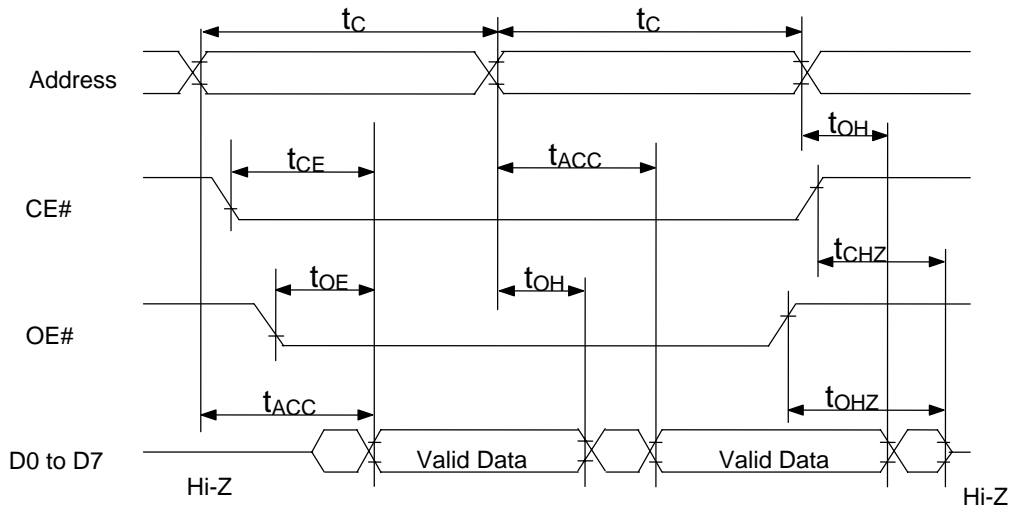 tC tC
Address
tOH
tCE tACC
CE#
tCHZ
tOE tOH
OE#
tACC tOHZ
D0 to D7 Valid Data Valid Data
Hi-Z Hi-Z